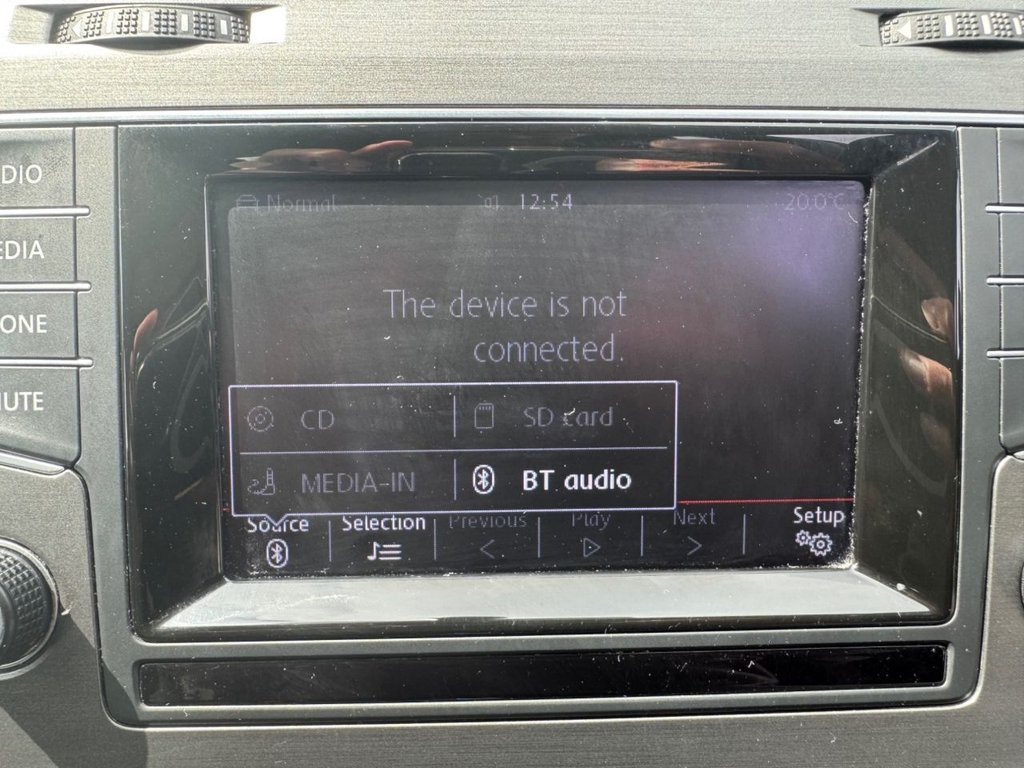 DIO
EDIA
ONE
MUTE
Normal
12:54
20.0°C
The device is not
connected.
CD
SD card
MEDIA-IN
BT audio
Source
Selection
Previous
Play
Next
Setup